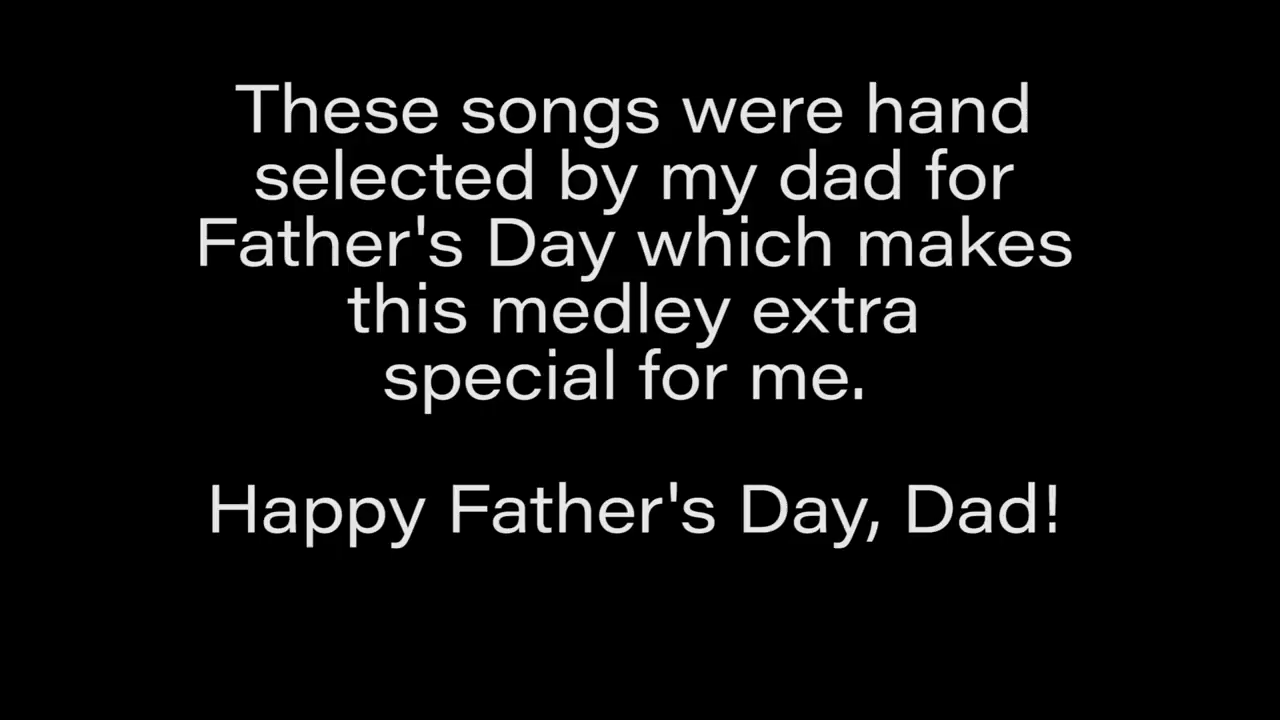 These songs were hand
selected by my dad for
Father's Day which makes
this medley extra
special for me.
Happy Father's Day, Dad!